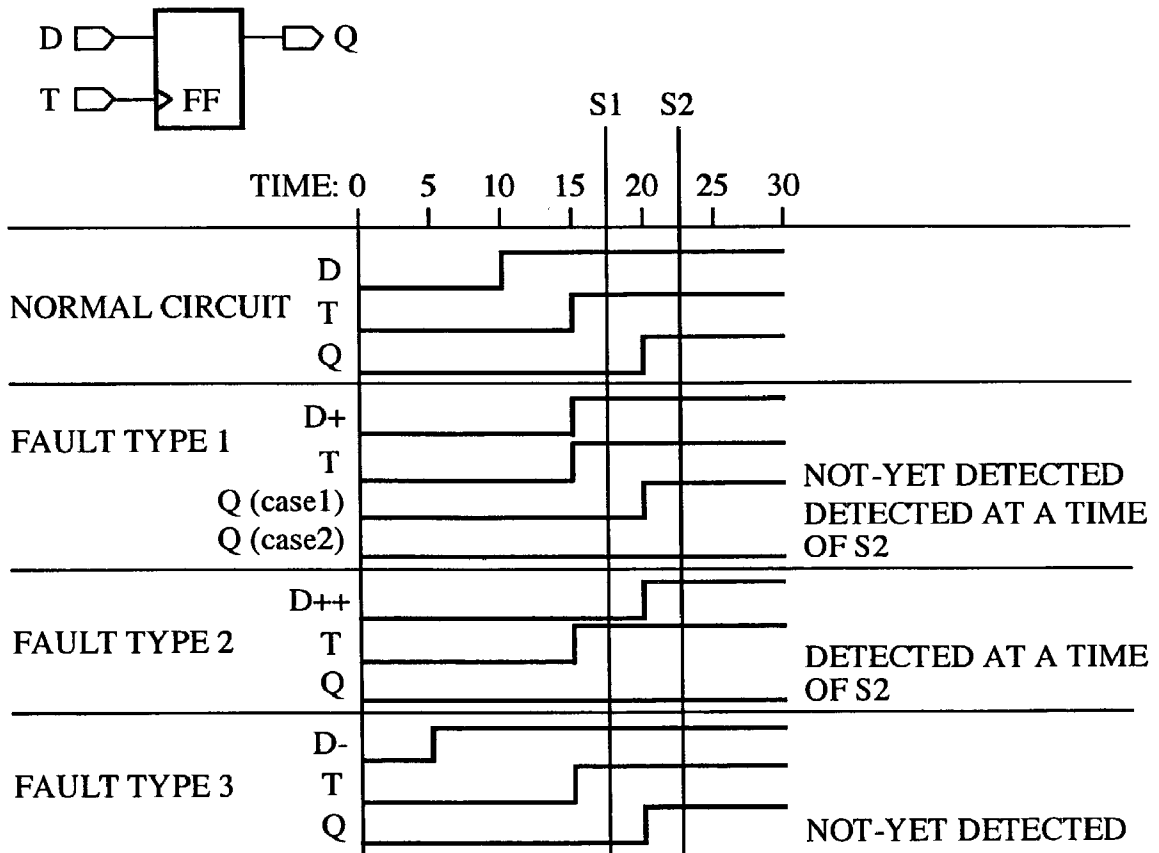 D Q
T FF
S1 S2
TIME: 0 5 10 15 20 25 30
D
NORMAL CIRCUIT T
Q
D+
FAULT TYPE 1
T
NOT-YET DETECTED
Q (case1)
DETECTED AT A TIME
Q (case2)
OF S2
D++
FAULT TYPE 2 T
DETECTED AT A TIME
Q
OF S2
D-
FAULT TYPE 3 T
Q NOT-YET DETECTED